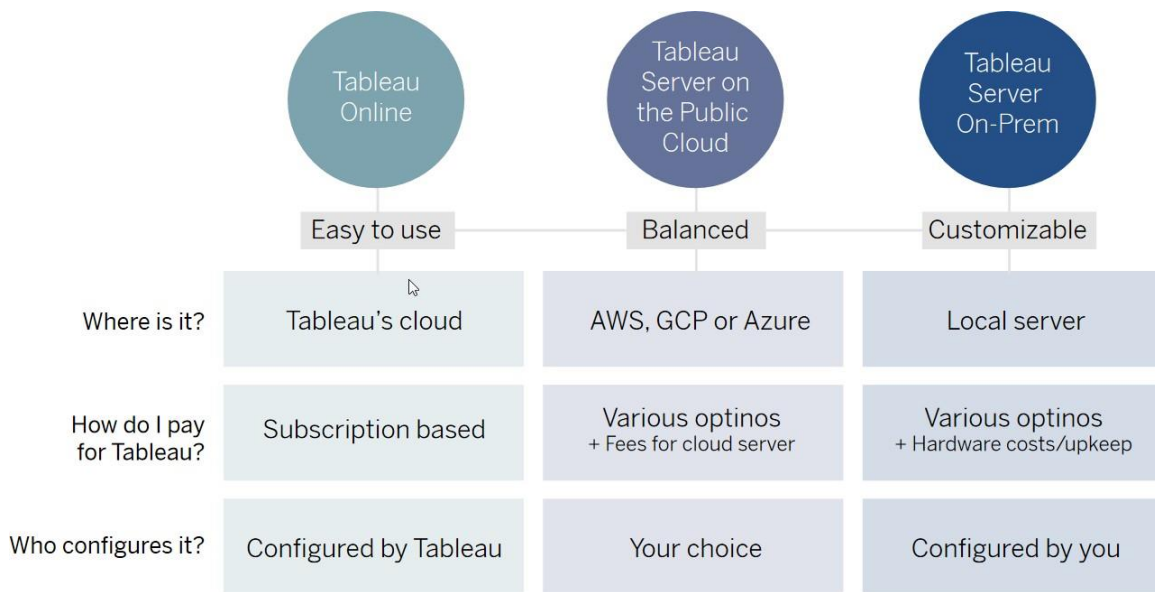 Tableau
Online
Tableau
Server on
the Public
Cloud
Tableau
Server
On-Prem
Easy to use
Balanced
Customizable
Where is it?
Tableau's cloud
AWS, GCP or Azure
Local server
How do I pay
for Tableau?
Subscription based
Various optinos
+ Fees for cloud server
Various optinos
+ Hardware costs/upkeep
Who configures it?
Configured by Tableau
Your choice
Configured by you